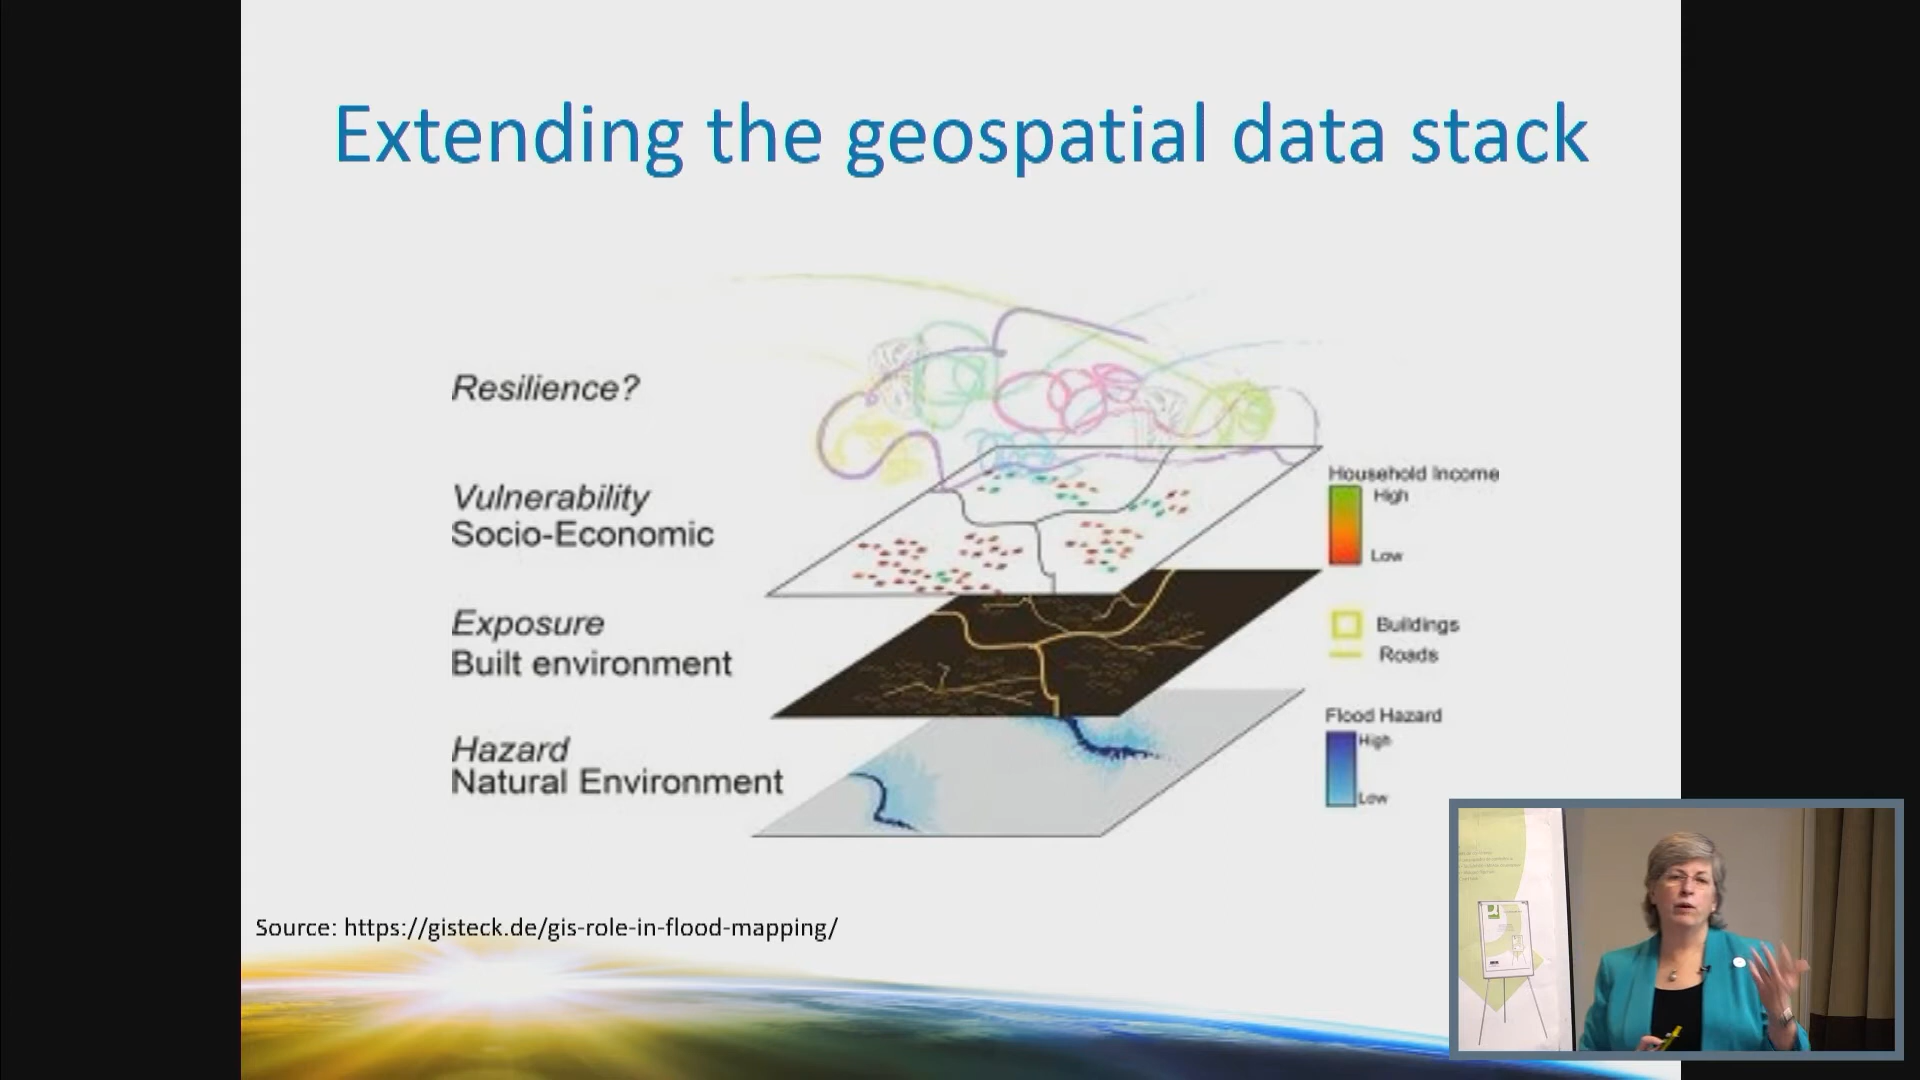 Extending the geospatial data stack
Resilience?
Vulnerability
Socio-Economic
Household Income
High
Low
Exposure
Built environment
Buildings
Roads
Hazard
Natural Environment
Flood Hazard
High
Low
Source: https://gisteck.de/gis-role-in-flood-mapping/